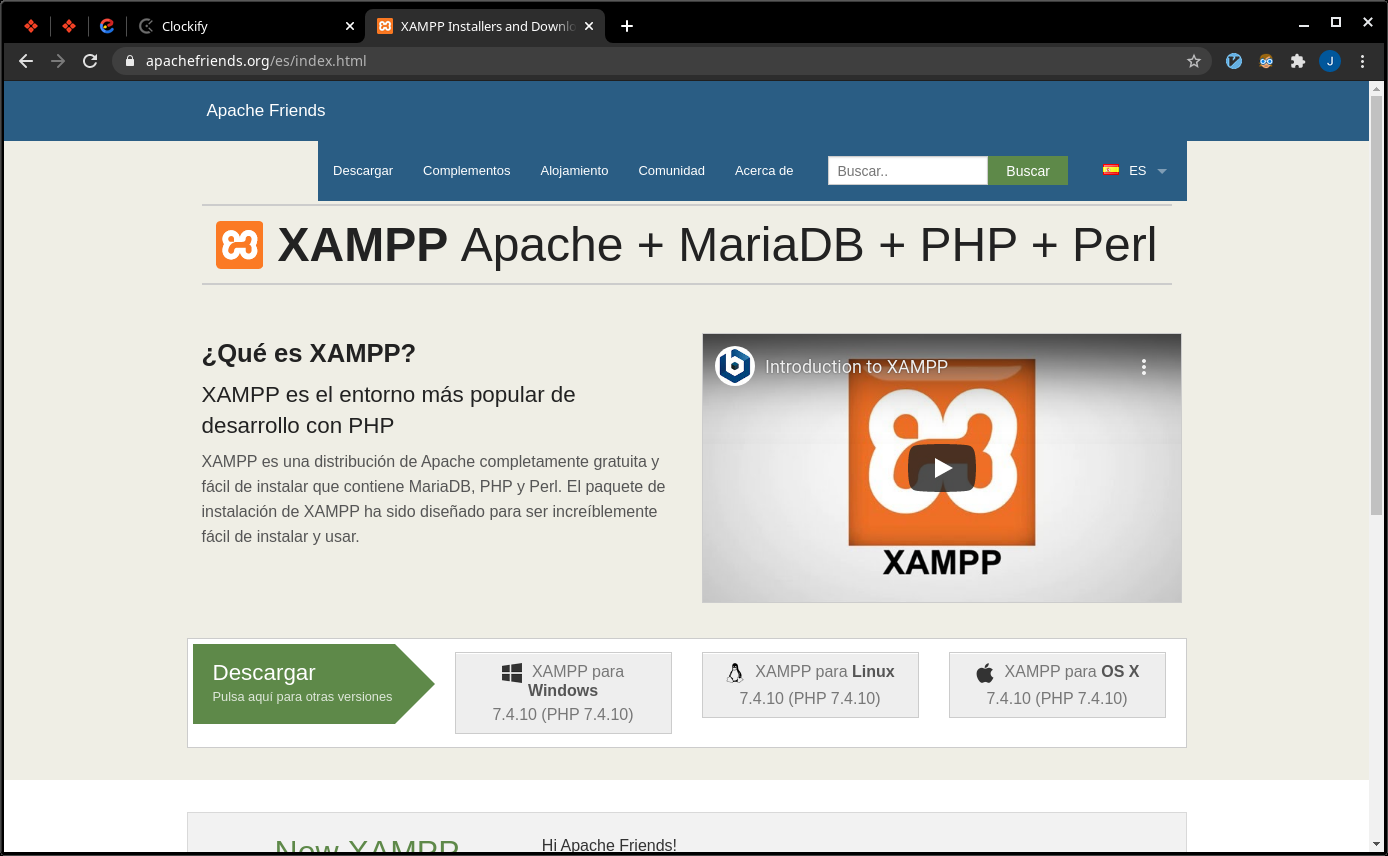 Clockify
XAMPP Installers and Downlo
apachefriends.org/es/index.html
J
Apache Friends
Descargar Complementos Alojamiento Comunidad Acerca de Buscar.. Buscar ES
XAMPP Apache + MariaDB + PHP + Perl
¿Qué es XAMPP?
XAMPP es el entorno más popular de
desarrollo con PHP
XAMPP es una distribución de Apache completamente gratuita y
fácil de instalar que contiene MariaDB, PHP y Perl. El paquete de
instalación de XAMPP ha sido diseñado para ser increíblemente
fácil de instalar y usar.
Introduction to XAMPP
XAMPP
Descargar
Pulsa aquí para otras versiones
XAMPP para
Windows
7.4.10 (PHP 7.4.10)
XAMPP para Linux
7.4.10 (PHP 7.4.10)
XAMPP para OS X
7.4.10 (PHP 7.4.10)
New XAMPP
Hi Apache Friends!